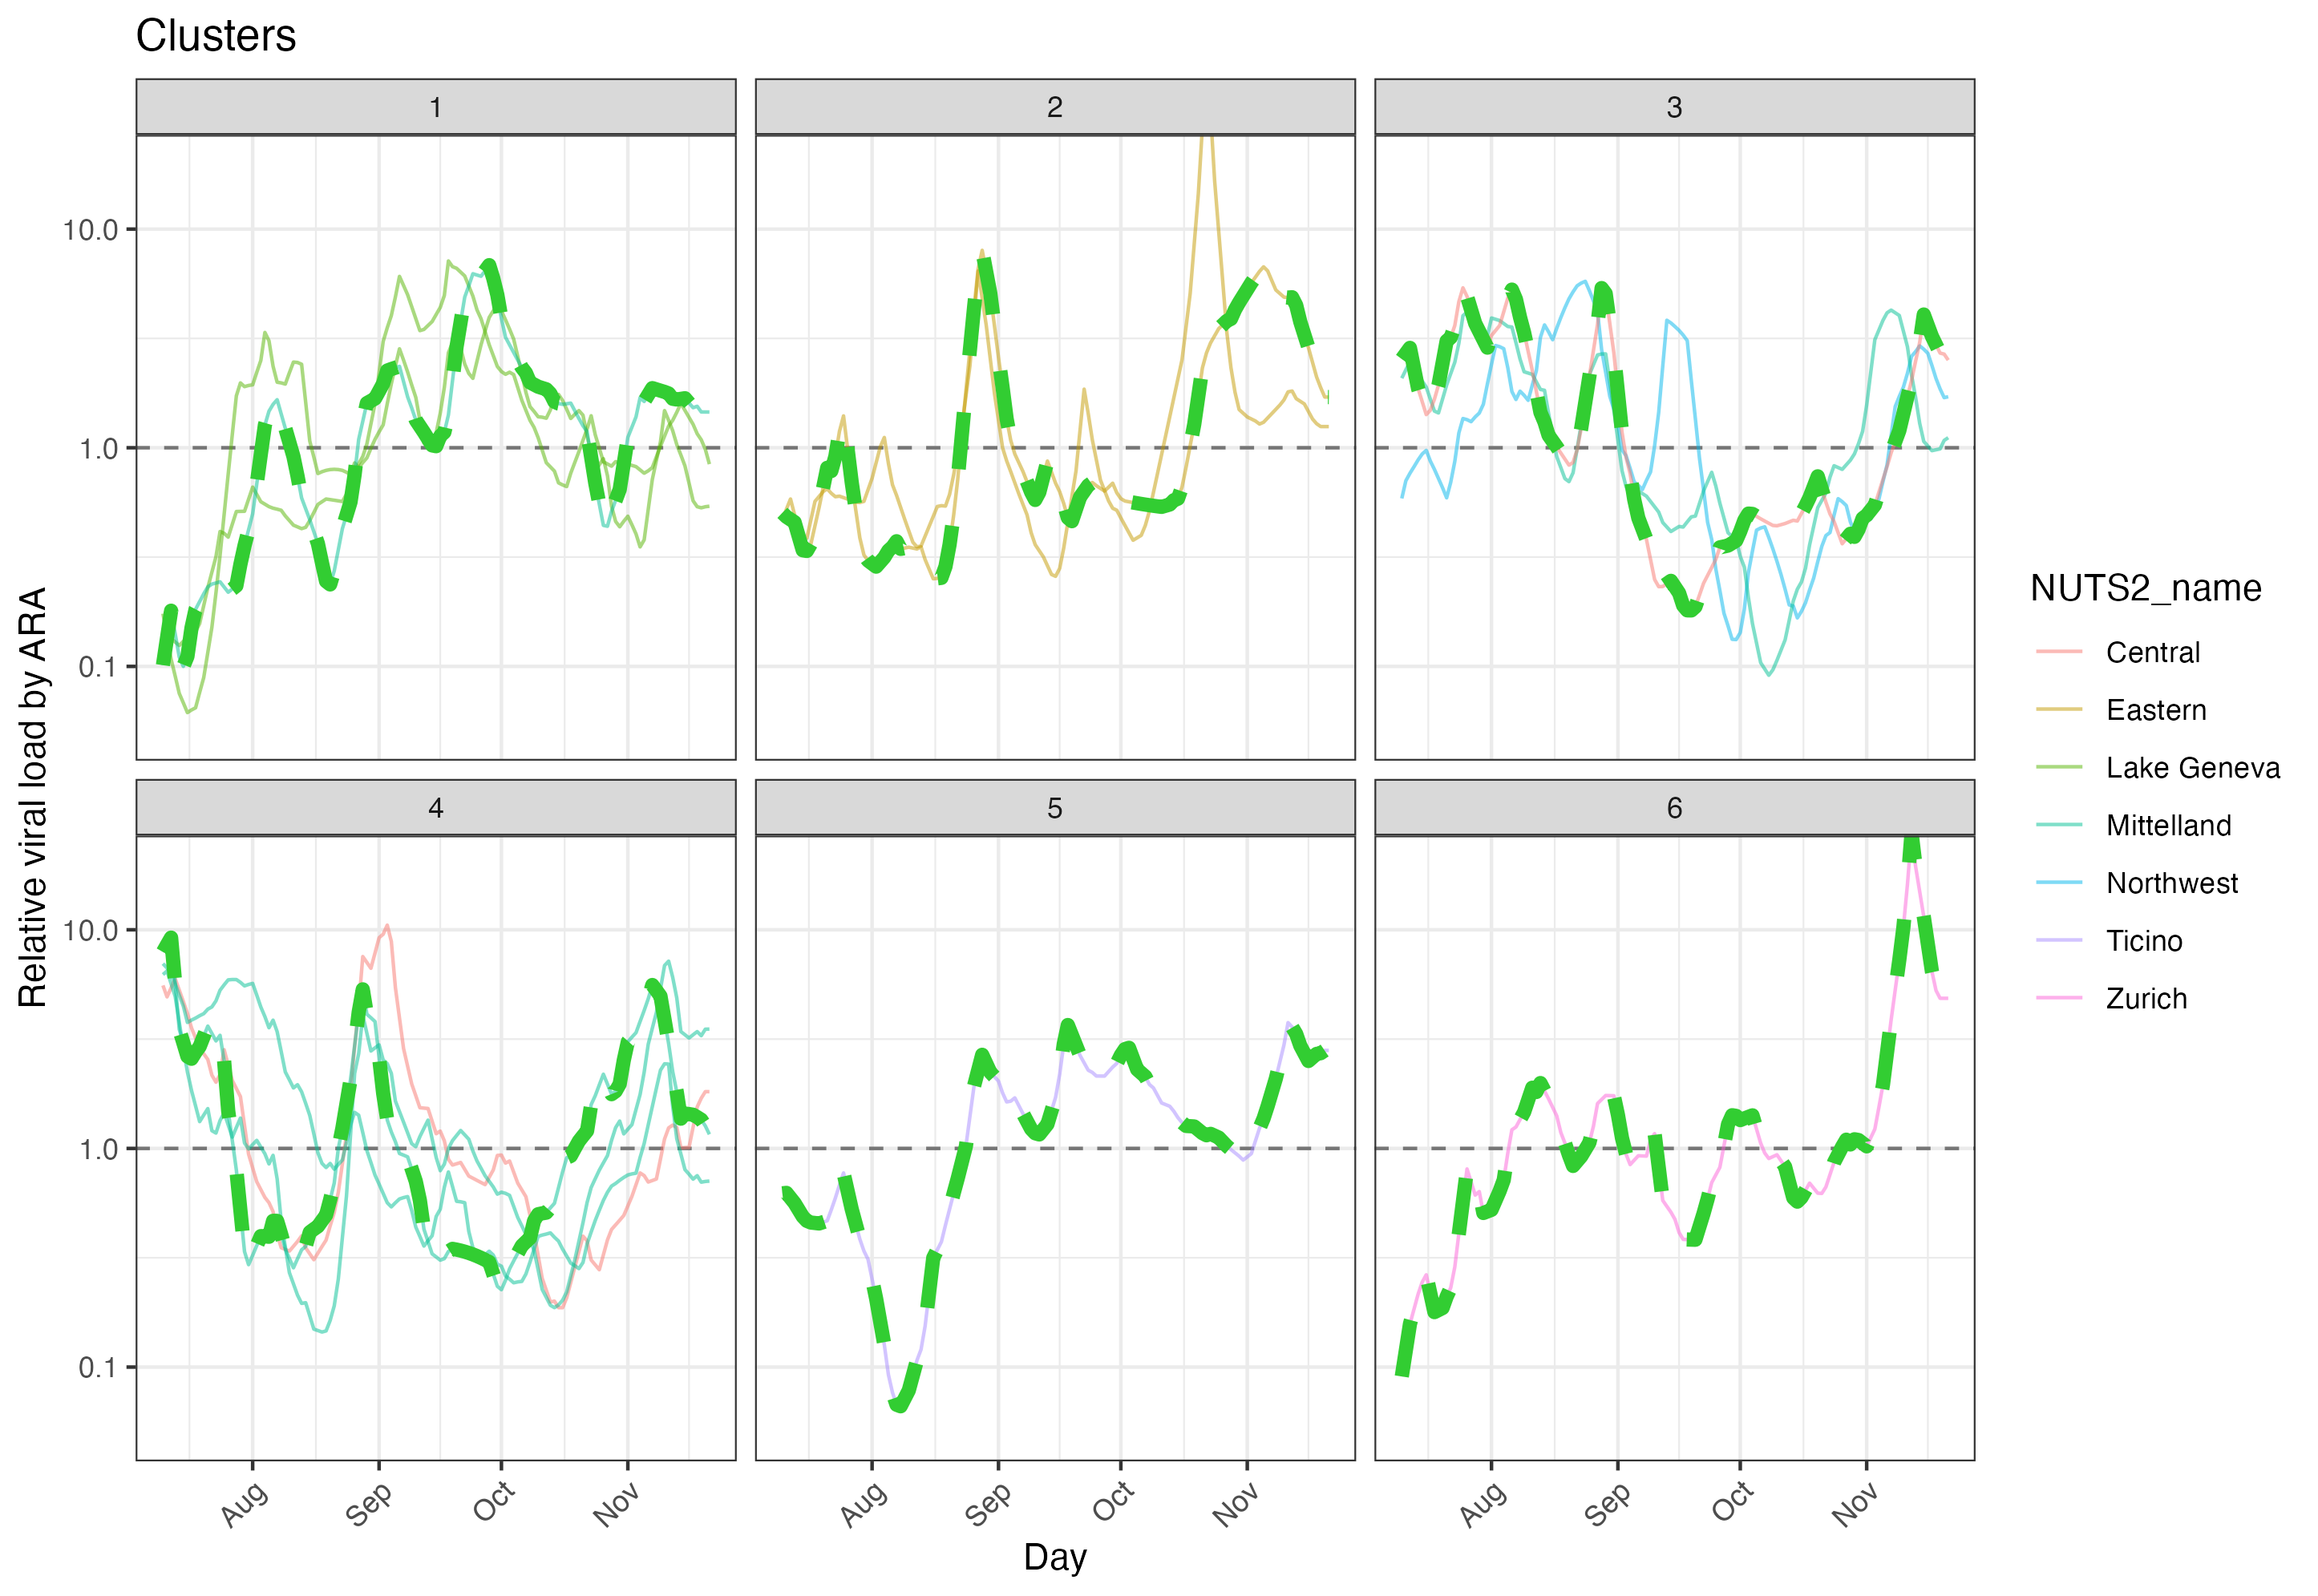 Clusters
1
2
3
10.0
1.0
0.1
4
5
6
10.0
1.0
0.1
Aug
Sep
Oct
Nov
Aug
Sep
Oct
Nov
Aug
Sep
Oct
Nov
Day
Relative viral load by ARA
NUTS2_name
Central
Eastern
Lake Geneva
Mittelland
Northwest
Ticino
Zurich